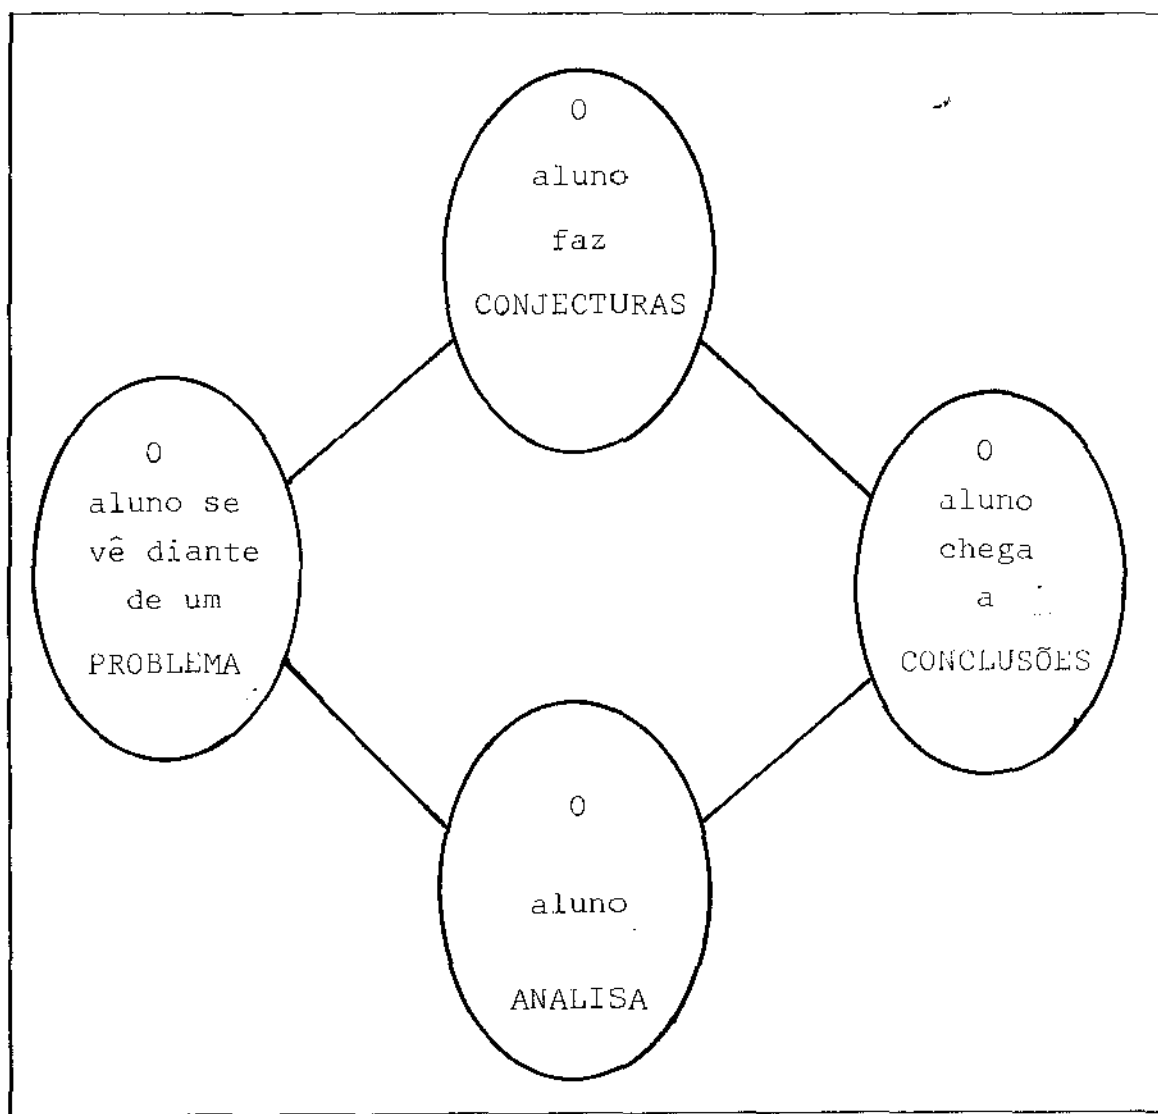 O
aluno
faz
CONJECTURAS
O
aluno se
vê diante
de um
PROBLEMA
O
aluno
chega
a
CONCLUSÕES
O
aluno
ANALISA